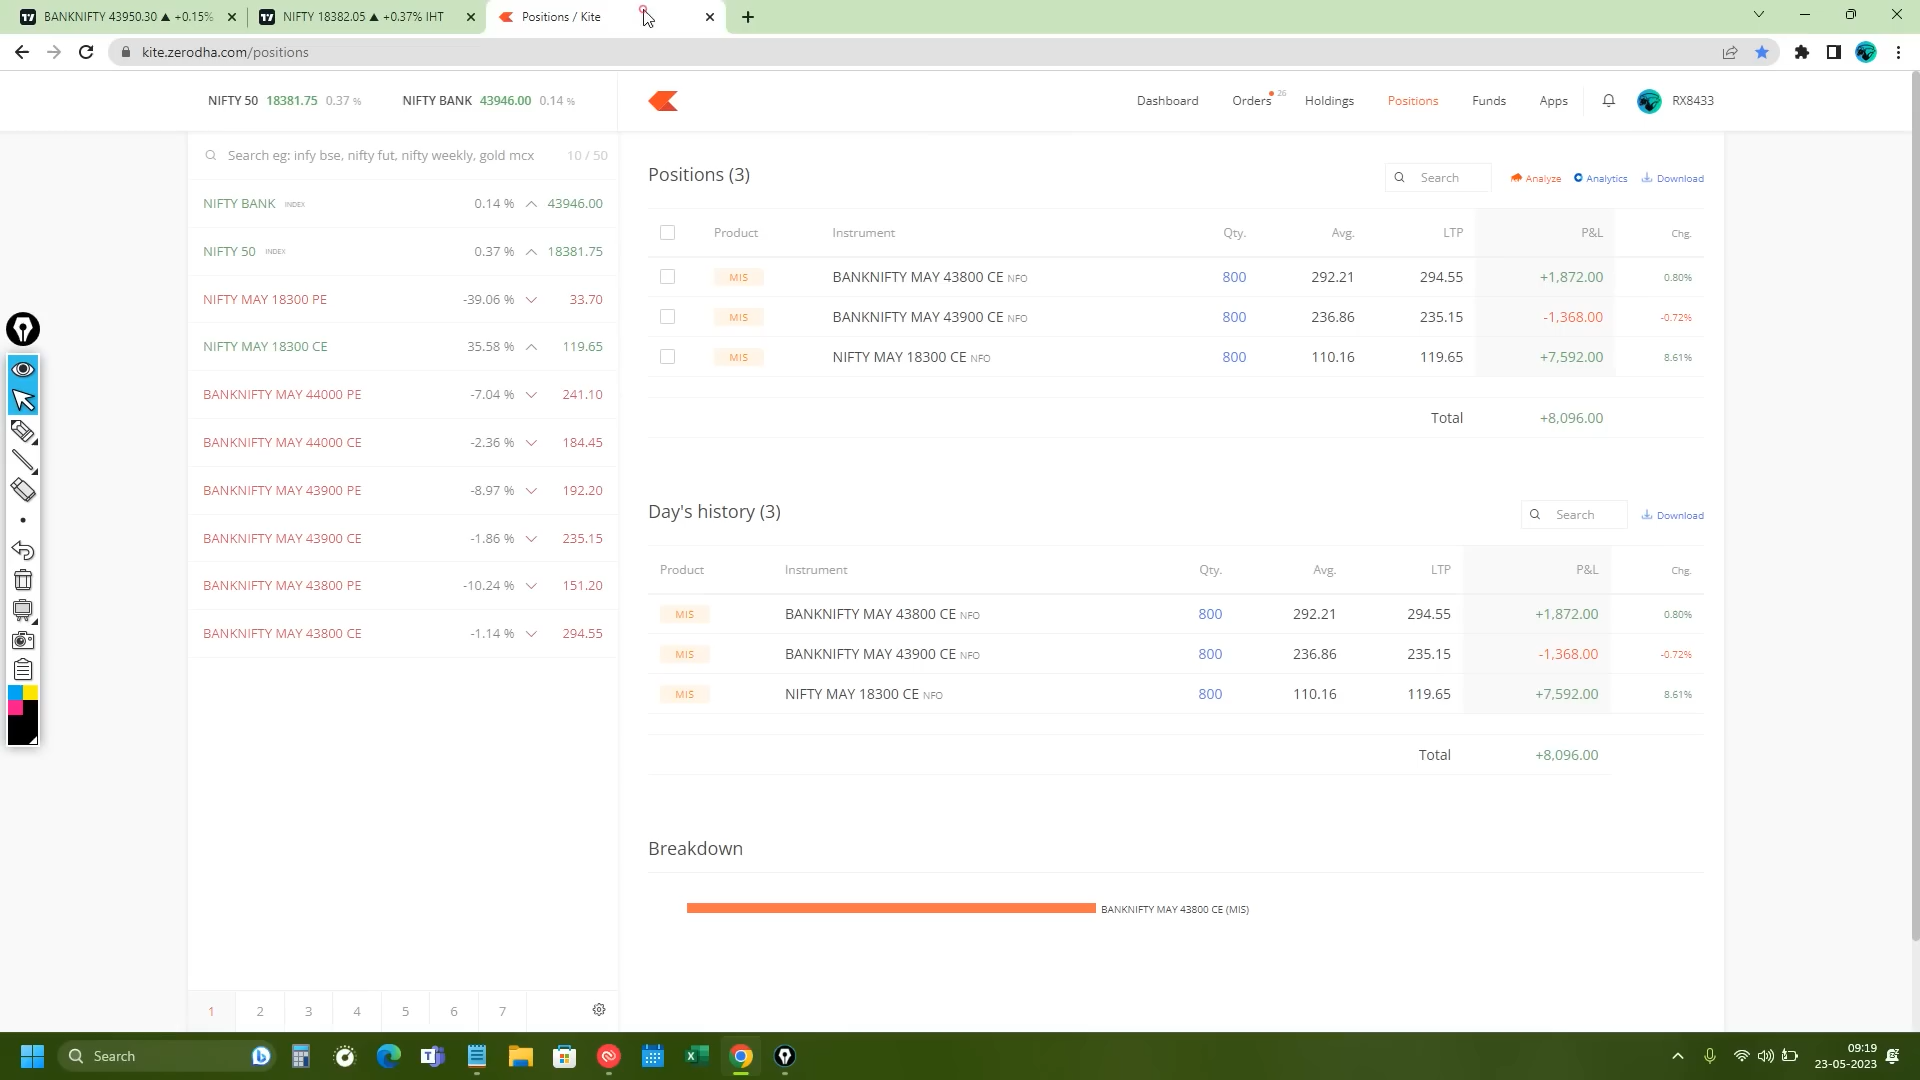 BANKNIFTY 43950.30 ▲ +0.15%
NIFTY 18382.05 ▲ +0.37% IHT
Positions / Kite
kite.zerodha.com/positions
NIFTY 50 18381.75 0.37 %
NIFTY BANK 43946.00 0.14 %
Dashboard
Orders 26
Holdings
Positions
Funds
Apps
RX8433
Search eg: infy bse, nifty fut, nifty weekly, gold mcx 10 / 50
NIFTY BANK INDEX 0.14 % 43946.00
NIFTY 50 INDEX 0.37 % 18381.75
NIFTY MAY 18300 PE -39.06 % 33.70
NIFTY MAY 18300 CE 35.58 % 119.65
BANKNIFTY MAY 44000 PE -7.04 % 241.10
BANKNIFTY MAY 44000 CE -2.36 % 184.45
BANKNIFTY MAY 43900 PE -8.97 % 192.20
BANKNIFTY MAY 43900 CE -1.86 % 235.15
BANKNIFTY MAY 43800 PE -10.24 % 151.20
BANKNIFTY MAY 43800 CE -1.14 % 294.55
1 2 3 4 5 6 7
Positions (3)
Search Analyze Analytics Download
Product Instrument Qty. Avg. LTP P&L Chg.
MIS BANKNIFTY MAY 43800 CE NFO 800 292.21 294.55 +1,872.00 0.80%
MIS BANKNIFTY MAY 43900 CE NFO 800 236.86 235.15 -1,368.00 -0.72%
MIS NIFTY MAY 18300 CE NFO 800 110.16 119.65 +7,592.00 8.61%
Total +8,096.00
Day's history (3)
Search Download
Product Instrument Qty. Avg. LTP P&L Chg.
MIS BANKNIFTY MAY 43800 CE NFO 800 292.21 294.55 +1,872.00 0.80%
MIS BANKNIFTY MAY 43900 CE NFO 800 236.86 235.15 -1,368.00 -0.72%
MIS NIFTY MAY 18300 CE NFO 800 110.16 119.65 +7,592.00 8.61%
Total +8,096.00
Breakdown
BANKNIFTY MAY 43800 CE (MIS)
Search
09:19
23-05-2023